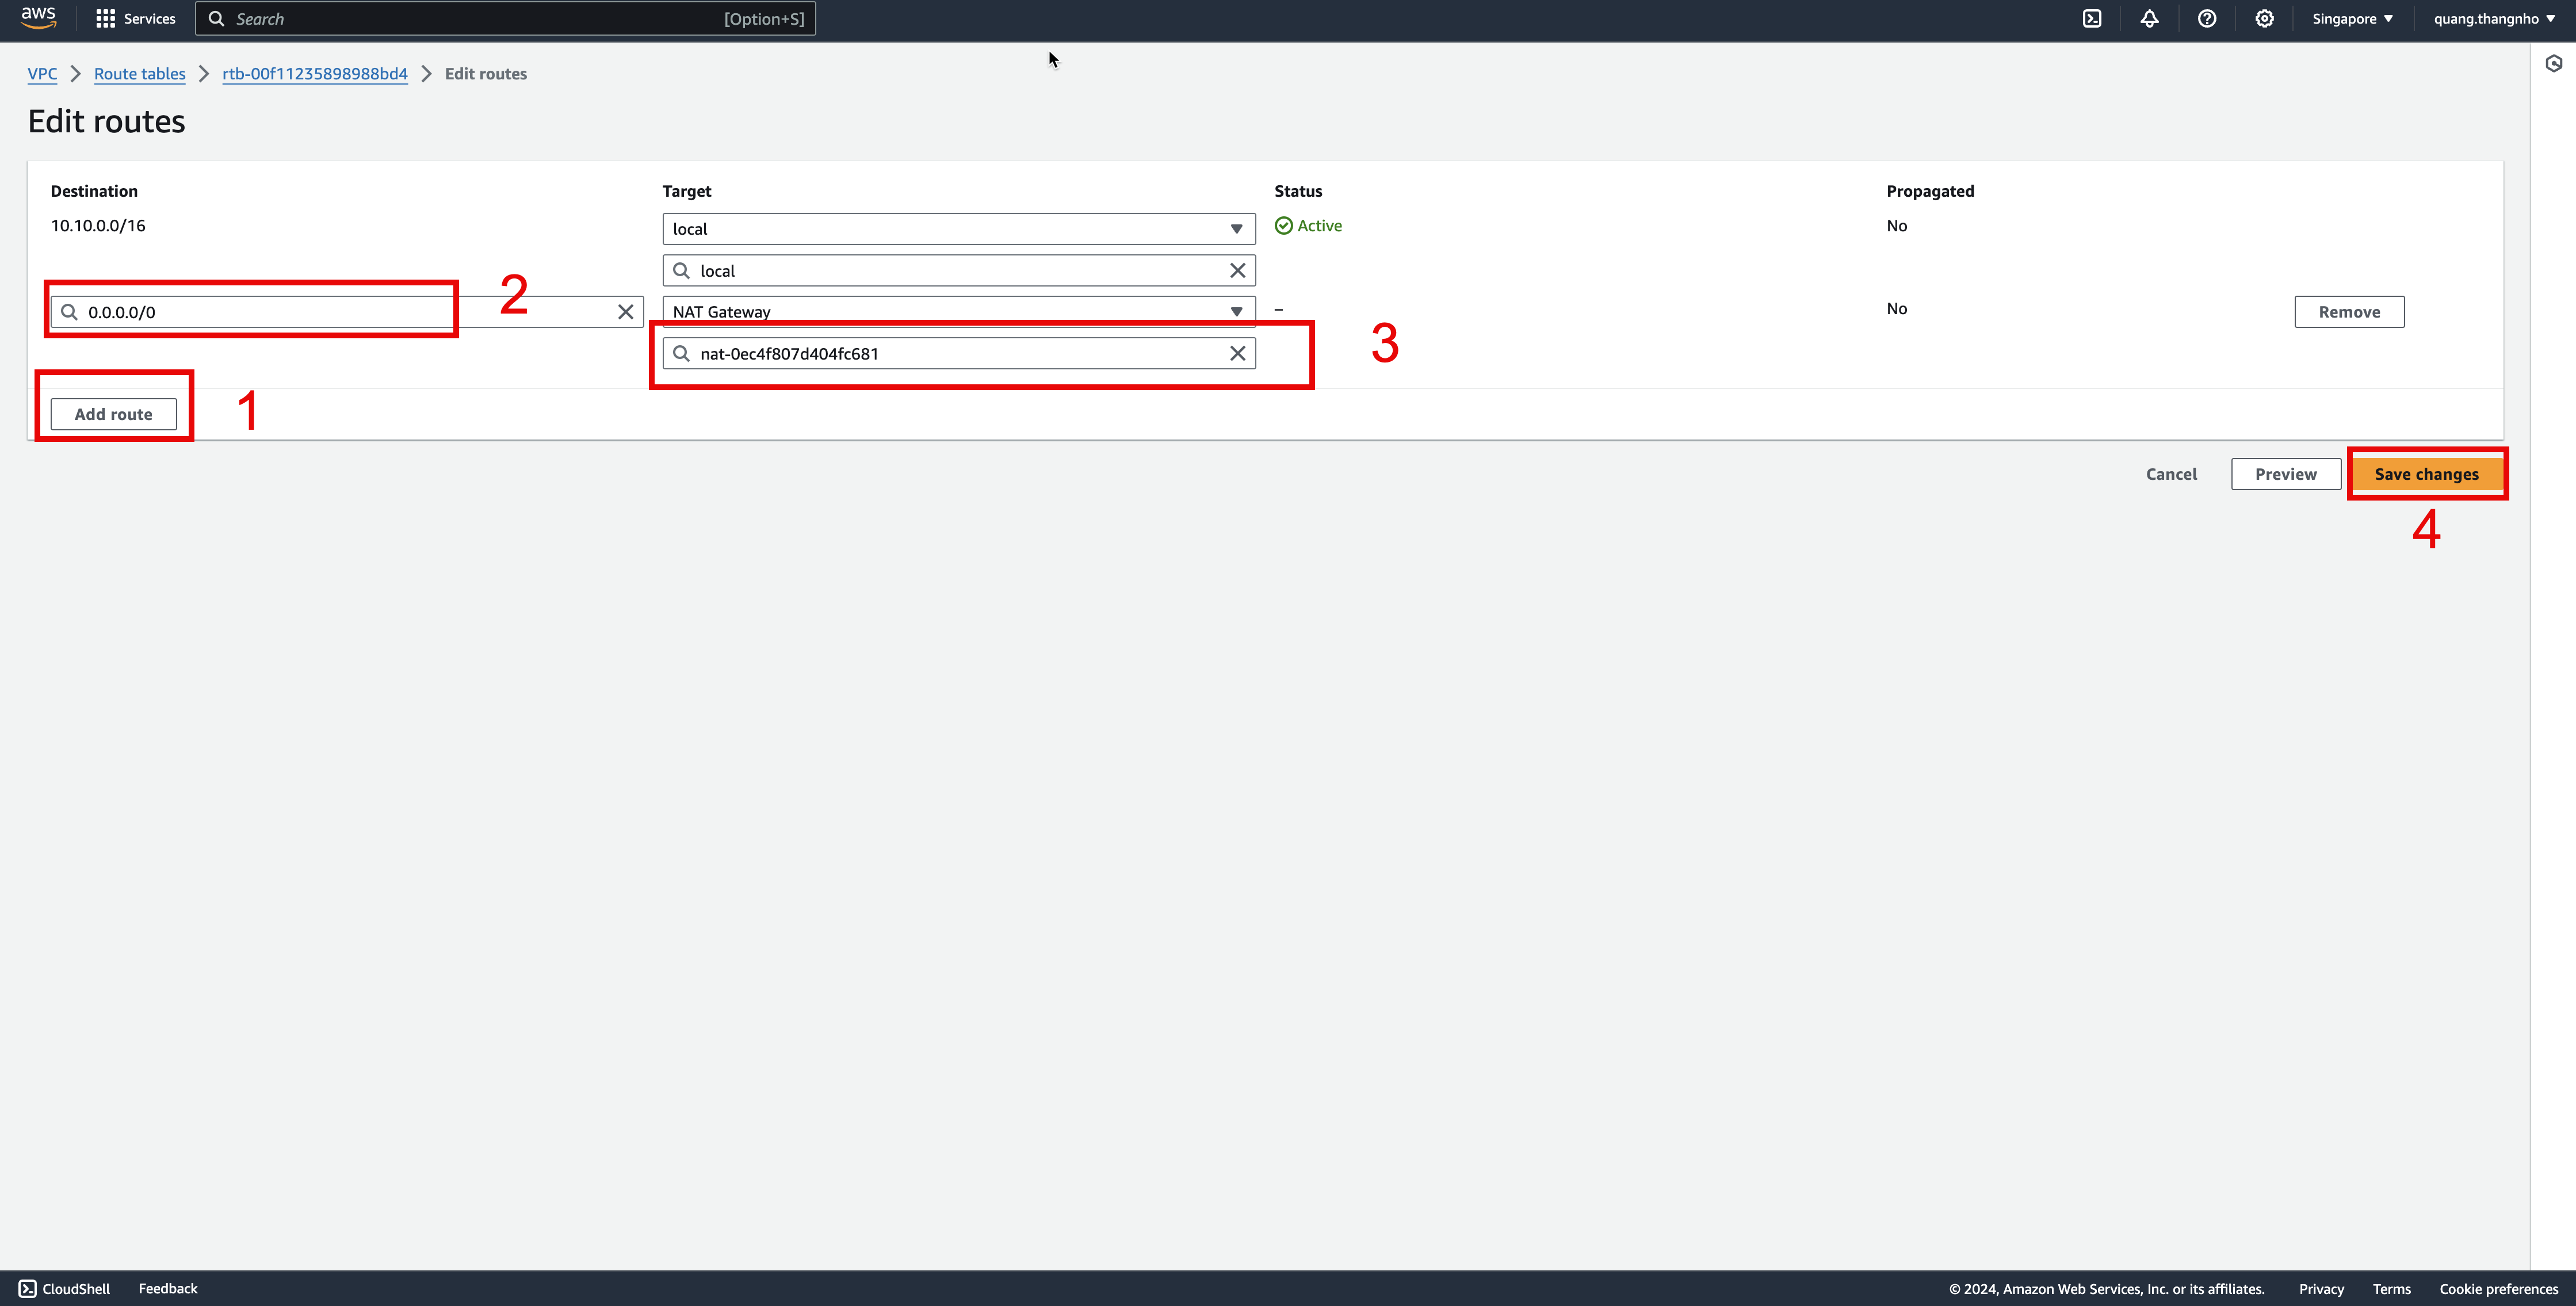 aws
Services
Search
[Option+S]
Singapore
quang.thangnho
VPC
Route tables
rtb-00f11235898988bd4
Edit routes
Edit routes
Destination
Target
Status
Propagated
10.10.0.0/16
local
Active
No
local
2
0.0.0.0/0
NAT Gateway
–
No
Remove
3
nat-0ec4f807d404fc681
Add route
1
Cancel
Preview
Save changes
4
CloudShell
Feedback
© 2024, Amazon Web Services, Inc. or its affiliates.
Privacy
Terms
Cookie preferences